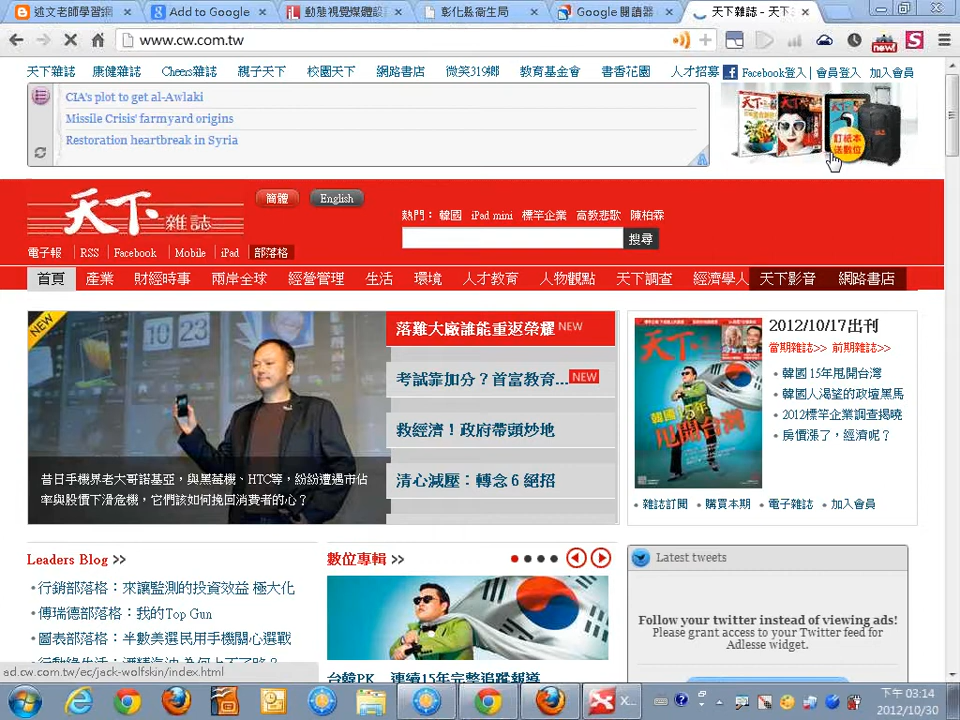 述文老師學習網
Add to Google
動態視覺媒體設
彰化縣衛生局
Google 閱讀器
天下雜誌 - 天下
www.cw.com.tw
new!
天下雜誌 康健雜誌 Cheers雜誌 親子天下 校園天下 網路書店 微笑319鄉 教育基金會 書香花園 人才招募 Facebook登入 | 會員登入 加入會員
CIA's plot to get al-Awlaki
Missile Crisis' farmyard origins
Restoration heartbreak in Syria
訂紙本
送數位
天下雜誌
簡體
English
熱門： 韓國 iPad mini 標竿企業 高教悲歌 陳柏霖
搜尋
電子報 | RSS | Facebook | Mobile | iPad | 部落格
首頁 產業 財經時事 兩岸全球 經營管理 生活 環境 人才教育 人物觀點 天下調查 經濟學人 天下影音 網路書店
NEW
昔日手機界老大哥諾基亞，與黑莓機、HTC等，紛紛遭遇市佔
率與股價下滑危機，它們該如何挽回消費者的心？
落難大廠誰能重返榮耀 NEW
考試靠加分？首富教育... NEW
救經濟！政府帶頭炒地
清心減壓：轉念 6 絕招
天下
韓國15年
甩開台灣
2012/10/17出刊
當期雜誌>> 前期雜誌>>
• 韓國 15年甩開台灣
• 韓國人渴望的政壇黑馬
• 2012標竿企業調查揭曉
• 房價漲了，經濟呢？
• 雜誌訂閱 • 購買本期 • 電子雜誌 • 加入會員
Leaders Blog >>
•行銷部落格：來讓監測的投資效益 極大化
•傅瑞德部落格：我的Top Gun
•圖表部落格：半數美選民用手機關心選戰
數位專輯 >>
台韓PK 連續15年完整追蹤報導
Latest tweets
Follow your twitter instead of viewing ads!
Please grant access to your Twitter feed for
Adlesse widget.
ad.cw.com.tw/ec/jack-wolfskin/index.html
X...
下午 03:14
2012/10/30